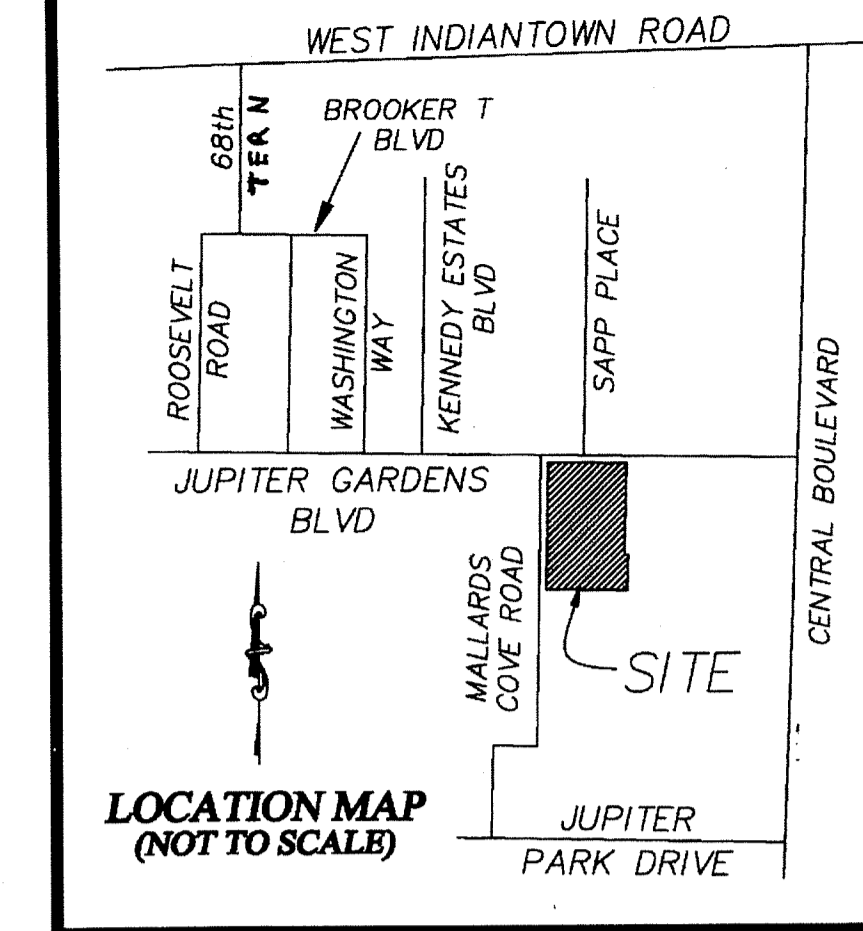 WEST INDIANTOWN ROAD
68th
TER N
BROOKER T
BLVD
ROOSEVELT
ROAD
WASHINGTON
WAY
KENNEDY ESTATES
BLVD
SAPP PLACE
CENTRAL BOULEVARD
JUPITER GARDENS
BLVD
MALLARDS
COVE ROAD
SITE
LOCATION MAP
(NOT TO SCALE)
JUPITER
PARK DRIVE